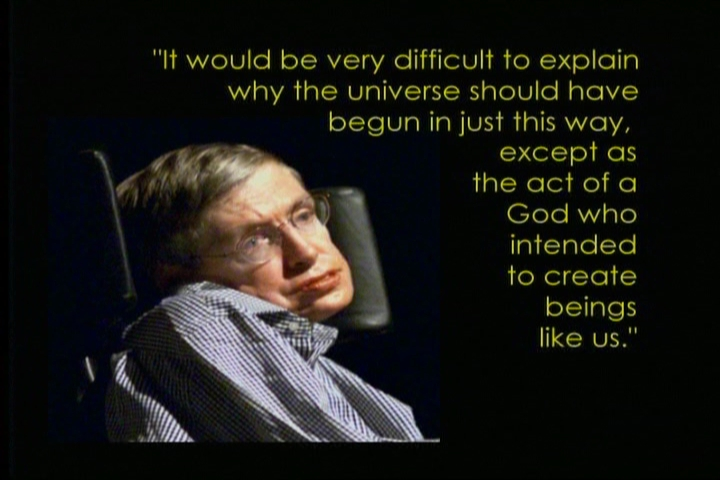 "It would be very difficult to explain
why the universe should have
begun in just this way,
except as
the act of a
God who
intended
to create
beings
like us."